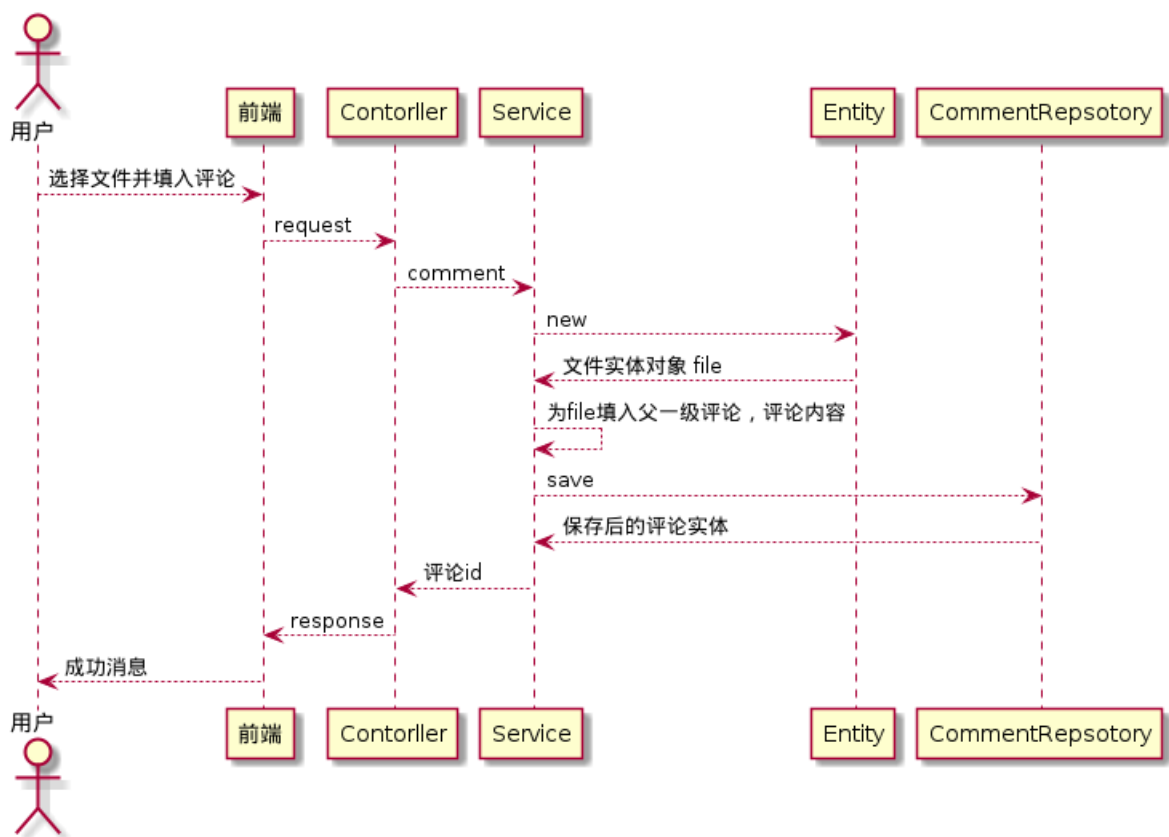 用户
前端
Contorller
Service
Entity
CommentRepsotory
选择文件并填入评论
request
comment
new
文件实体对象 file
为file填入父一级评论，评论内容
save
保存后的评论实体
评论id
response
成功消息
用户
前端
Contorller
Service
Entity
CommentRepsotory